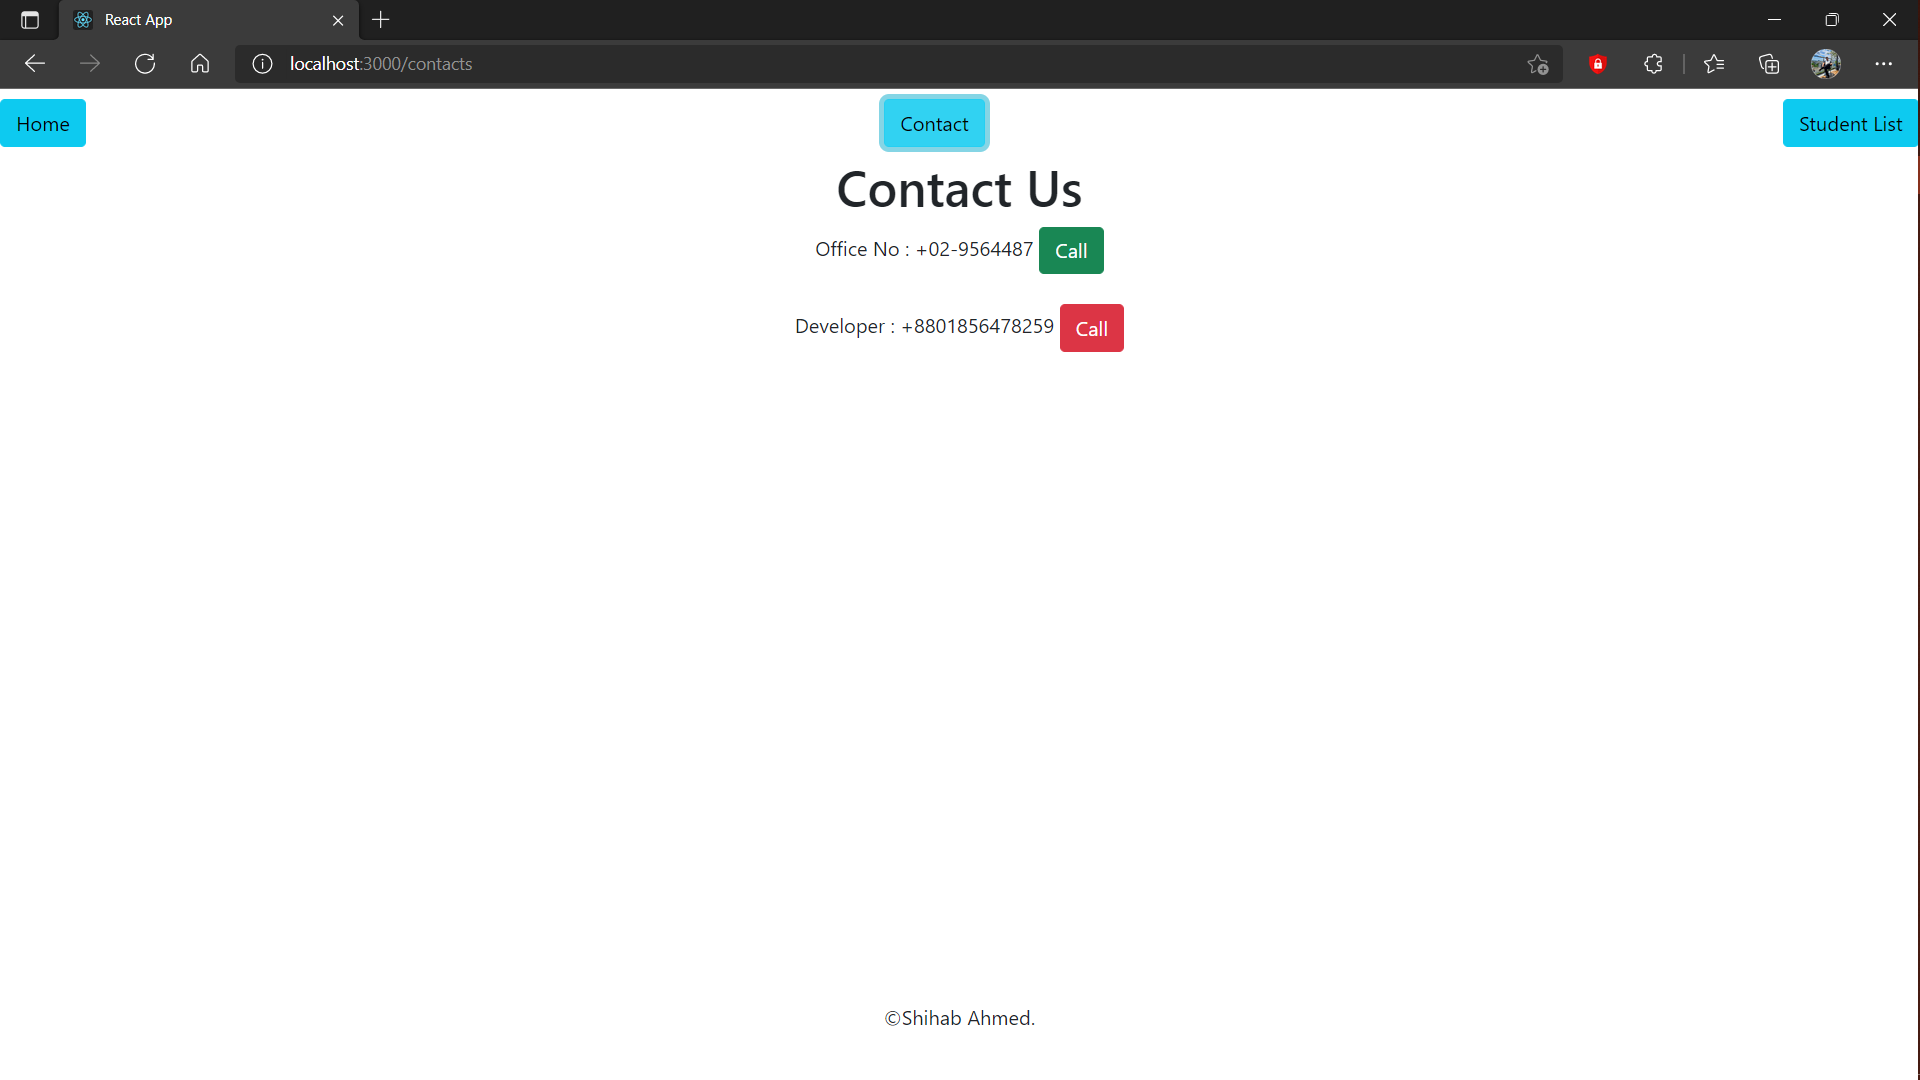 React App
localhost:3000/contacts
Home Contact Student List
Contact Us
Office No : +02-9564487 Call
Developer : +8801856478259 Call
©Shihab Ahmed.